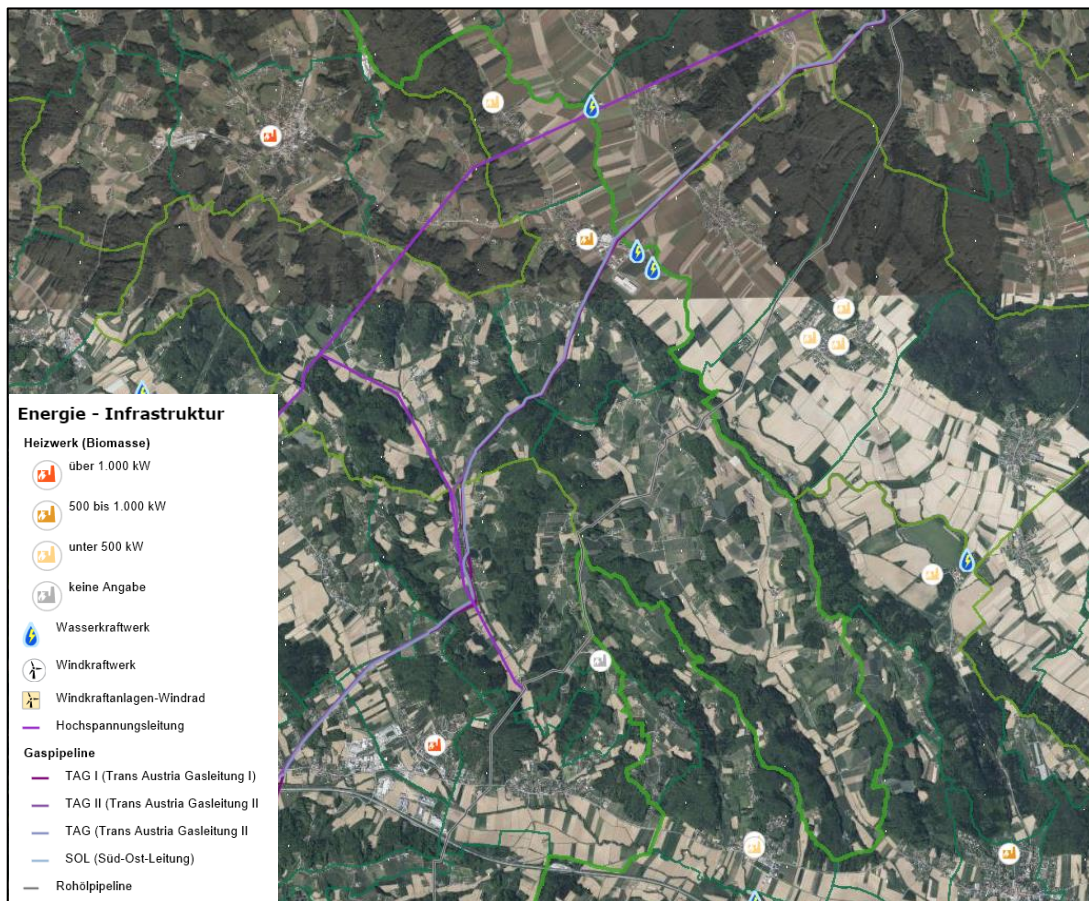 Energie - Infrastruktur
Heizwerk (Biomasse)
über 1.000 kW
500 bis 1.000 kW
unter 500 kW
keine Angabe
Wasserkraftwerk
Windkraftwerk
Windkraftanlagen-Windrad
Hochspannungsleitung
Gaspipeline
TAG I (Trans Austria Gasleitung I)
TAG II (Trans Austria Gasleitung II
TAG (Trans Austria Gasleitung II
SOL (Süd-Ost-Leitung)
Rohölpipeline